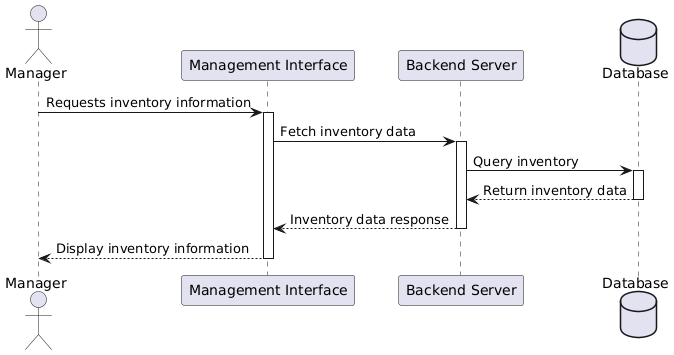 Manager
Management Interface
Backend Server
Database
Requests inventory information
Fetch inventory data
Query inventory
Return inventory data
Inventory data response
Display inventory information
Manager
Management Interface
Backend Server
Database